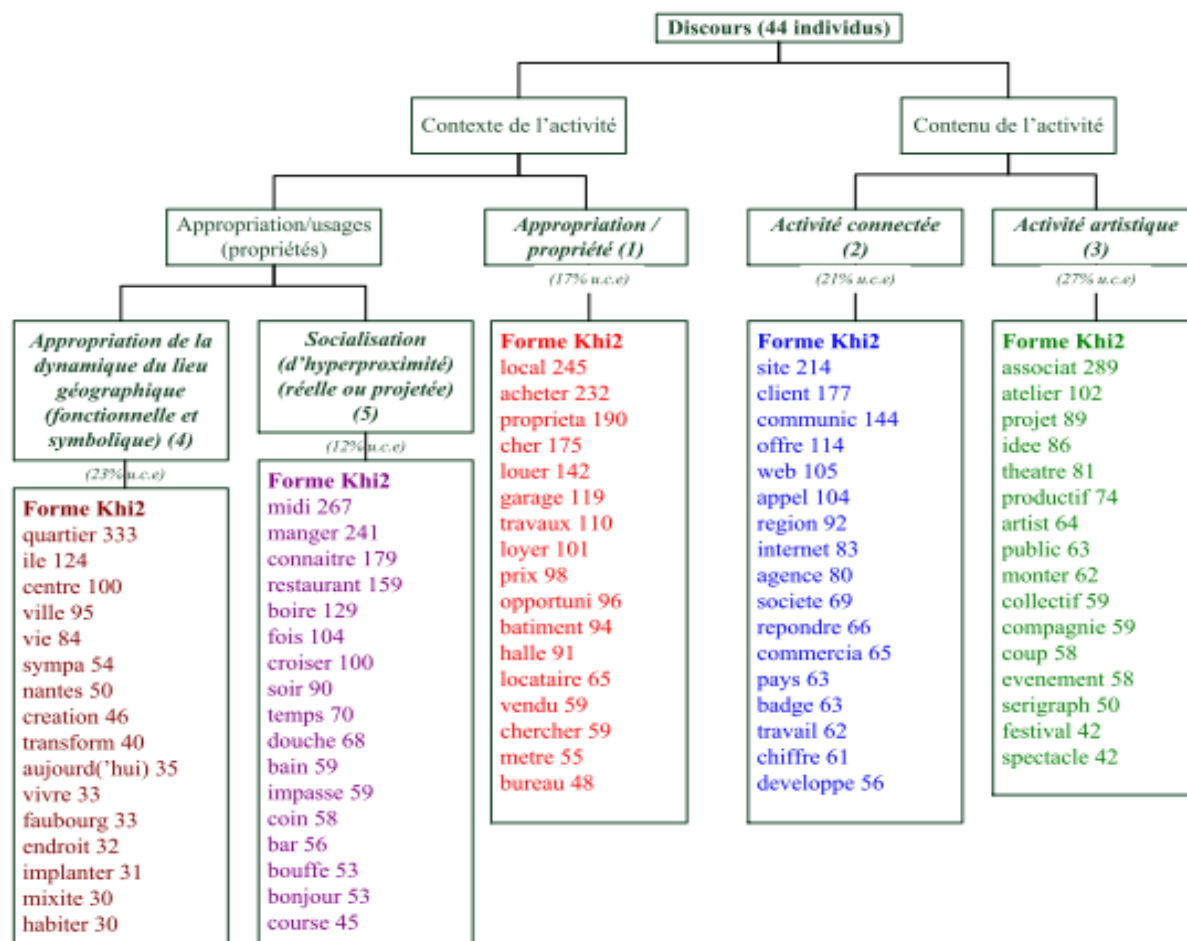 Discours (44 individus)
Contexte de l'activité
Contenu de l'activité
Appropriation/usages
(propriétés)
Appropriation /
propriété (1)
(17% u.c.e)
Activité connectée
(2)
(21% u.c.e)
Activité artistique
(3)
(27% u.c.e)
Appropriation de la
dynamique du lieu
géographique
(fonctionnelle et
symbolique) (4)
(23% u.c.e)
Socialisation
(d'hyperproximité)
(réelle ou projetée)
(5)
(12% u.c.e)
Forme Khi2
quartier 333
ile 124
centre 100
ville 95
vie 84
sympa 54
nantes 50
creation 46
transform 40
aujourd('hui) 35
vivre 33
faubourg 33
endroit 32
implanter 31
mixite 30
habiter 30
Forme Khi2
midi 267
manger 241
connaitre 179
restaurant 159
boire 129
fois 104
croiser 100
soir 90
temps 70
douche 68
bain 59
impasse 59
coin 58
bar 56
bouffe 53
bonjour 53
course 45
Forme Khi2
local 245
acheter 232
proprieta 190
cher 175
louer 142
garage 119
travaux 110
loyer 101
prix 98
opportuni 96
batiment 94
halle 91
locataire 65
vendu 59
chercher 59
metre 55
bureau 48
Forme Khi2
site 214
client 177
communic 144
offre 114
web 105
appel 104
region 92
internet 83
agence 80
societe 69
repondre 66
commercia 65
pays 63
badge 63
travail 62
chiffre 61
developpe 56
Forme Khi2
associat 289
atelier 102
projet 89
idee 86
theatre 81
productif 74
artist 64
public 63
monter 62
collectif 59
compagnie 59
coup 58
evenement 58
serigraph 50
festival 42
spectacle 42